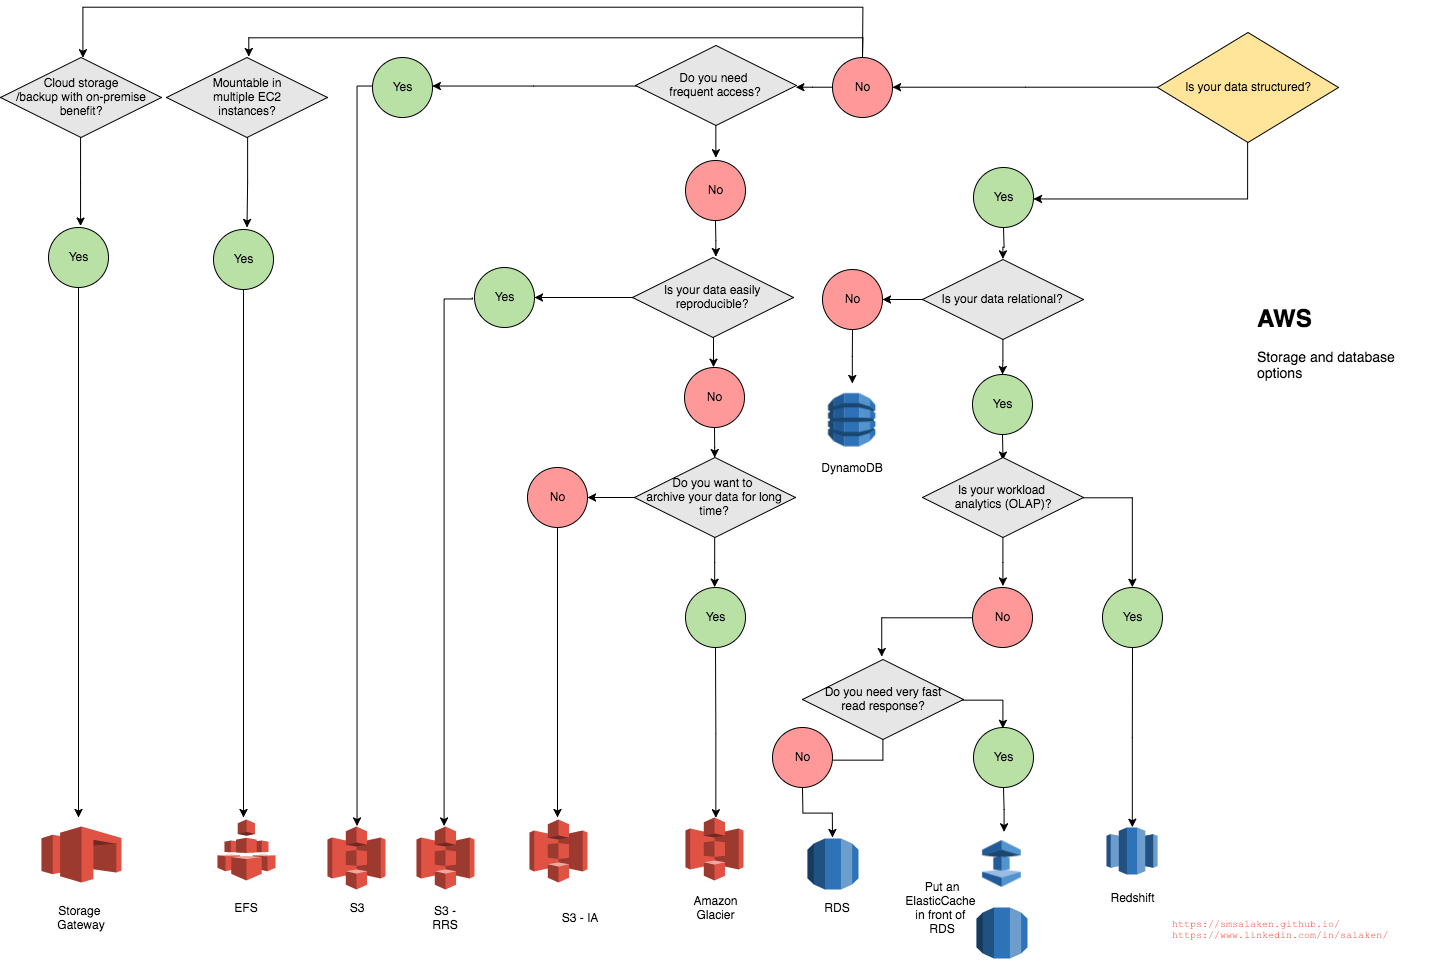 Cloud storage
/backup with on-premise
benefit?
Mountable in
multiple EC2
instances?
Yes
Do you need
frequent access?
No
Is your data structured?
No
Yes
Yes
Yes
Is your data easily
reproducible?
Yes
No
Is your data relational?
AWS
Storage and database
options
No
Yes
DynamoDB
Do you want to
archive your data for long
time?
No
Is your workload
analytics (OLAP)?
Yes
No
Yes
Do you need very fast
read response?
No
Yes
Storage
Gateway
EFS
S3
S3 -
RRS
S3 - IA
Amazon
Glacier
RDS
Put an
ElasticCache
in front of
RDS
Redshift
https://smsalaken.github.io/
https://www.linkedin.com/in/salaken/